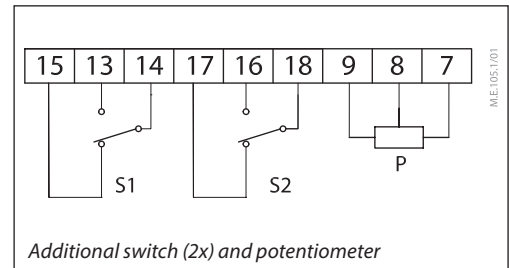 15 13 14 17 16 18 9 8 7
S1 S2 P
Additional switch (2x) and potentiometer
M.E.105.1/01